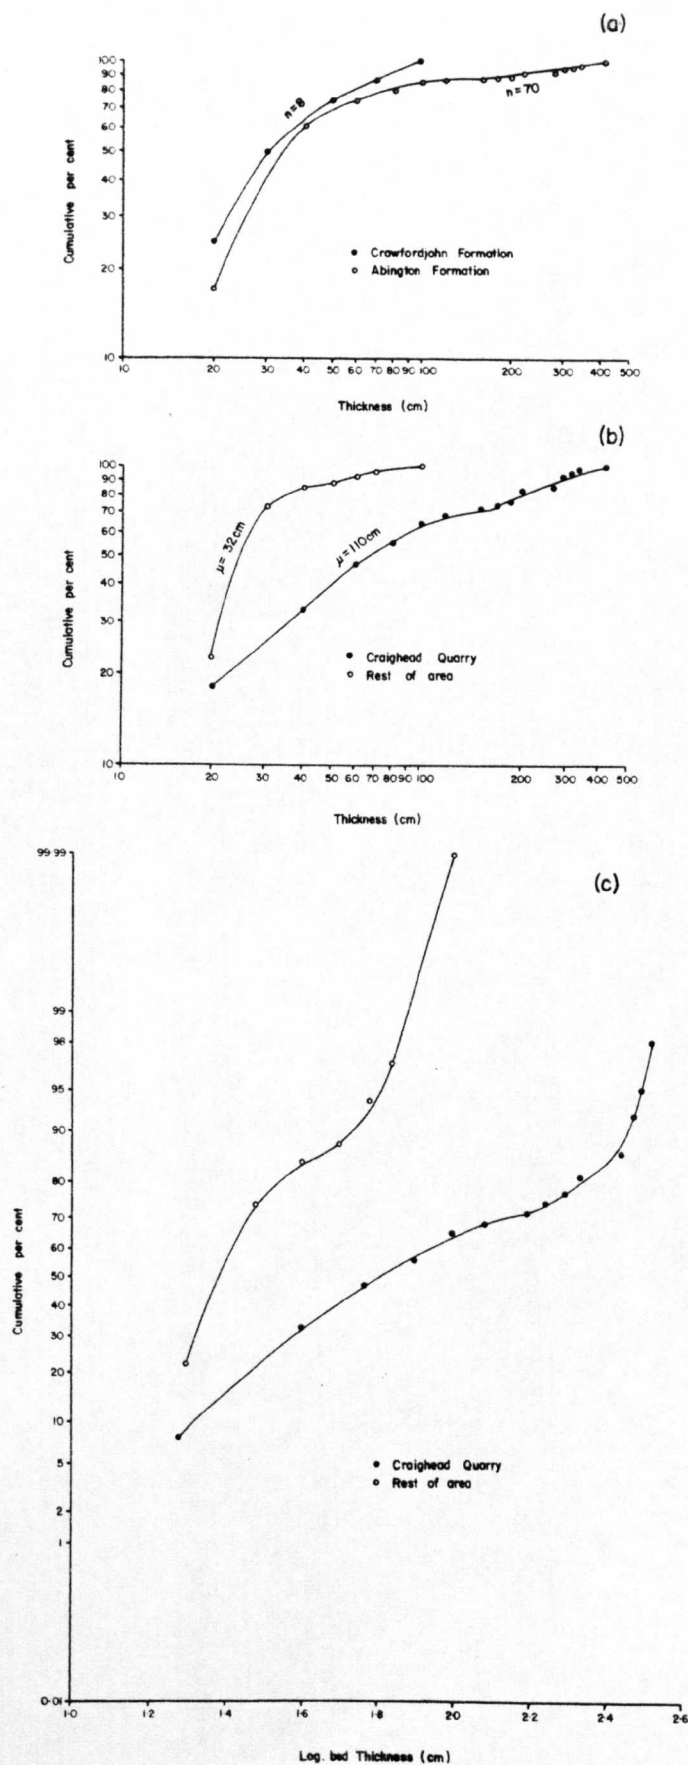 (a)
100
90
80
70
60
50
40
30
20
10
Cumulative per cent
n=8
n=70
Crawfordjohn Formation
Abington Formation
10 20 30 40 50 60 70 80 90 100 200 300 400 500
Thickness (cm)
(b)
100
90
80
70
60
50
40
30
20
10
Cumulative per cent
μ= 32cm
μ=110cm
Craighead Quarry
Rest of area
10 20 30 40 50 60 70 80 90 100 200 300 400 500
Thickness (cm)
(c)
99·99
99
98
95
90
80
70
60
50
40
30
20
10
5
2
1
0·01
Cumulative per cent
Craighead Quarry
Rest of area
1·0 1·2 1·4 1·6 1·8 2·0 2·2 2·4 2·6
Log. bed Thickness (cm)